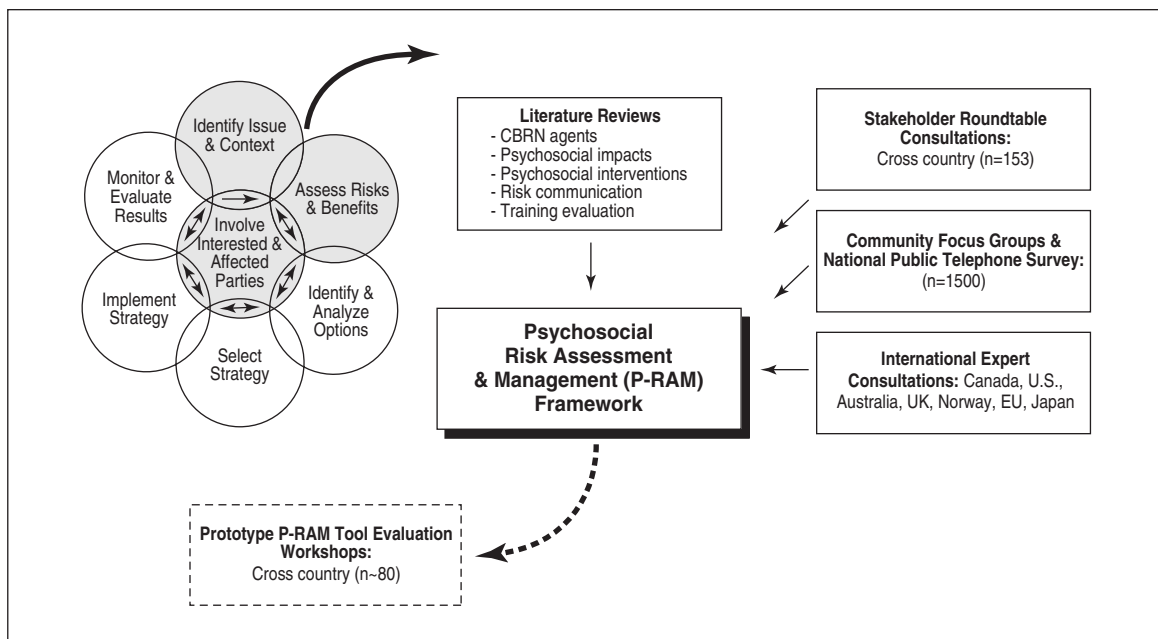 Identify Issue
& Context
Assess Risks
& Benefits
Identify &
Analyze
Options
Select
Strategy
Implement
Strategy
Monitor &
Evaluate
Results
Involve
Interested &
Affected
Parties
Literature Reviews
- CBRN agents
- Psychosocial impacts
- Psychosocial interventions
- Risk communication
- Training evaluation
Stakeholder Roundtable
Consultations:
Cross country (n=153)
Community Focus Groups &
National Public Telephone Survey:
(n=1500)
International Expert
Consultations: Canada, U.S.,
Australia, UK, Norway, EU, Japan
Psychosocial
Risk Assessment
& Management (P-RAM)
Framework
Prototype P-RAM Tool Evaluation
Workshops:
Cross country (n~80)